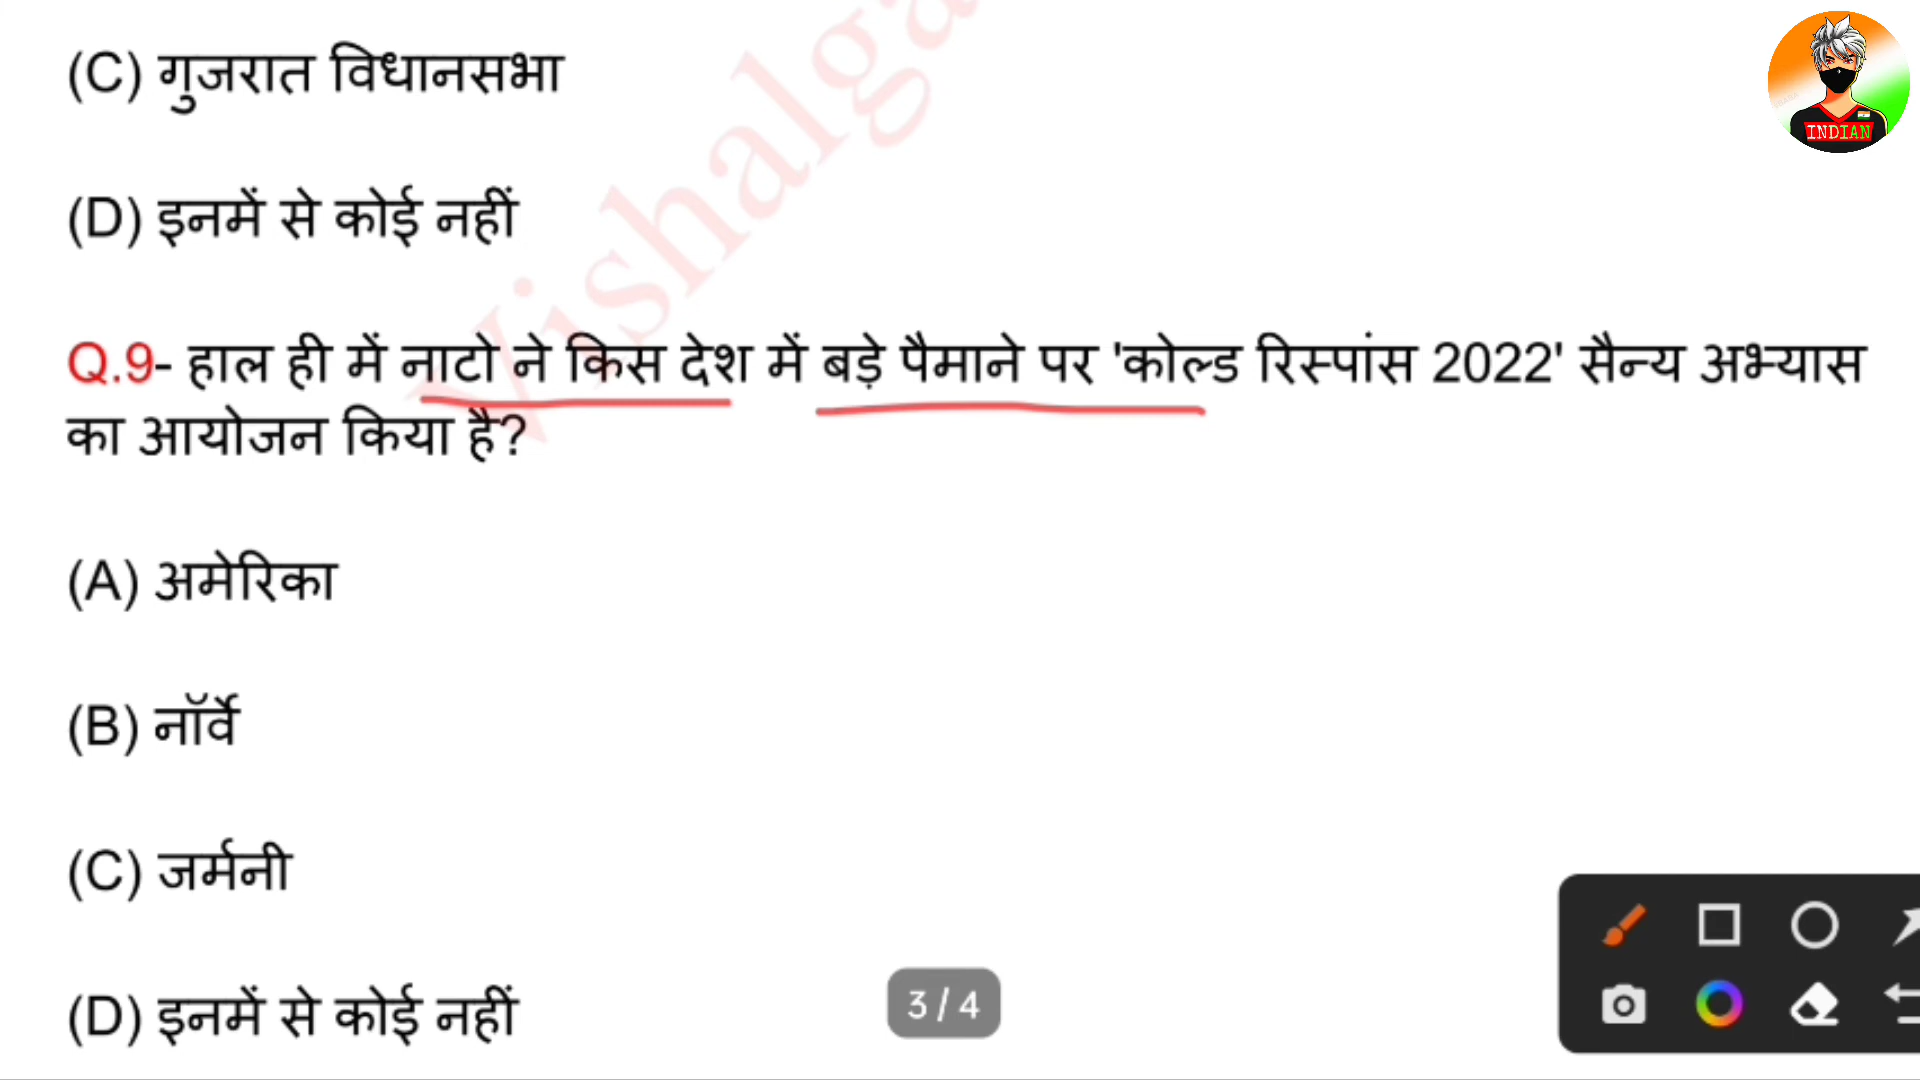 (C) गुजरात विधानसभा
INDIAN
(D) इनमें से कोई नहीं
Vishalga
Q.9- हाल ही में नाटो ने किस देश में बड़े पैमाने पर 'कोल्ड रिस्पांस 2022' सैन्य अभ्यास
का आयोजन किया है?
(A) अमेरिका
(B) नॉर्वे
(C) जर्मनी
(D) इनमें से कोई नहीं
3 / 4